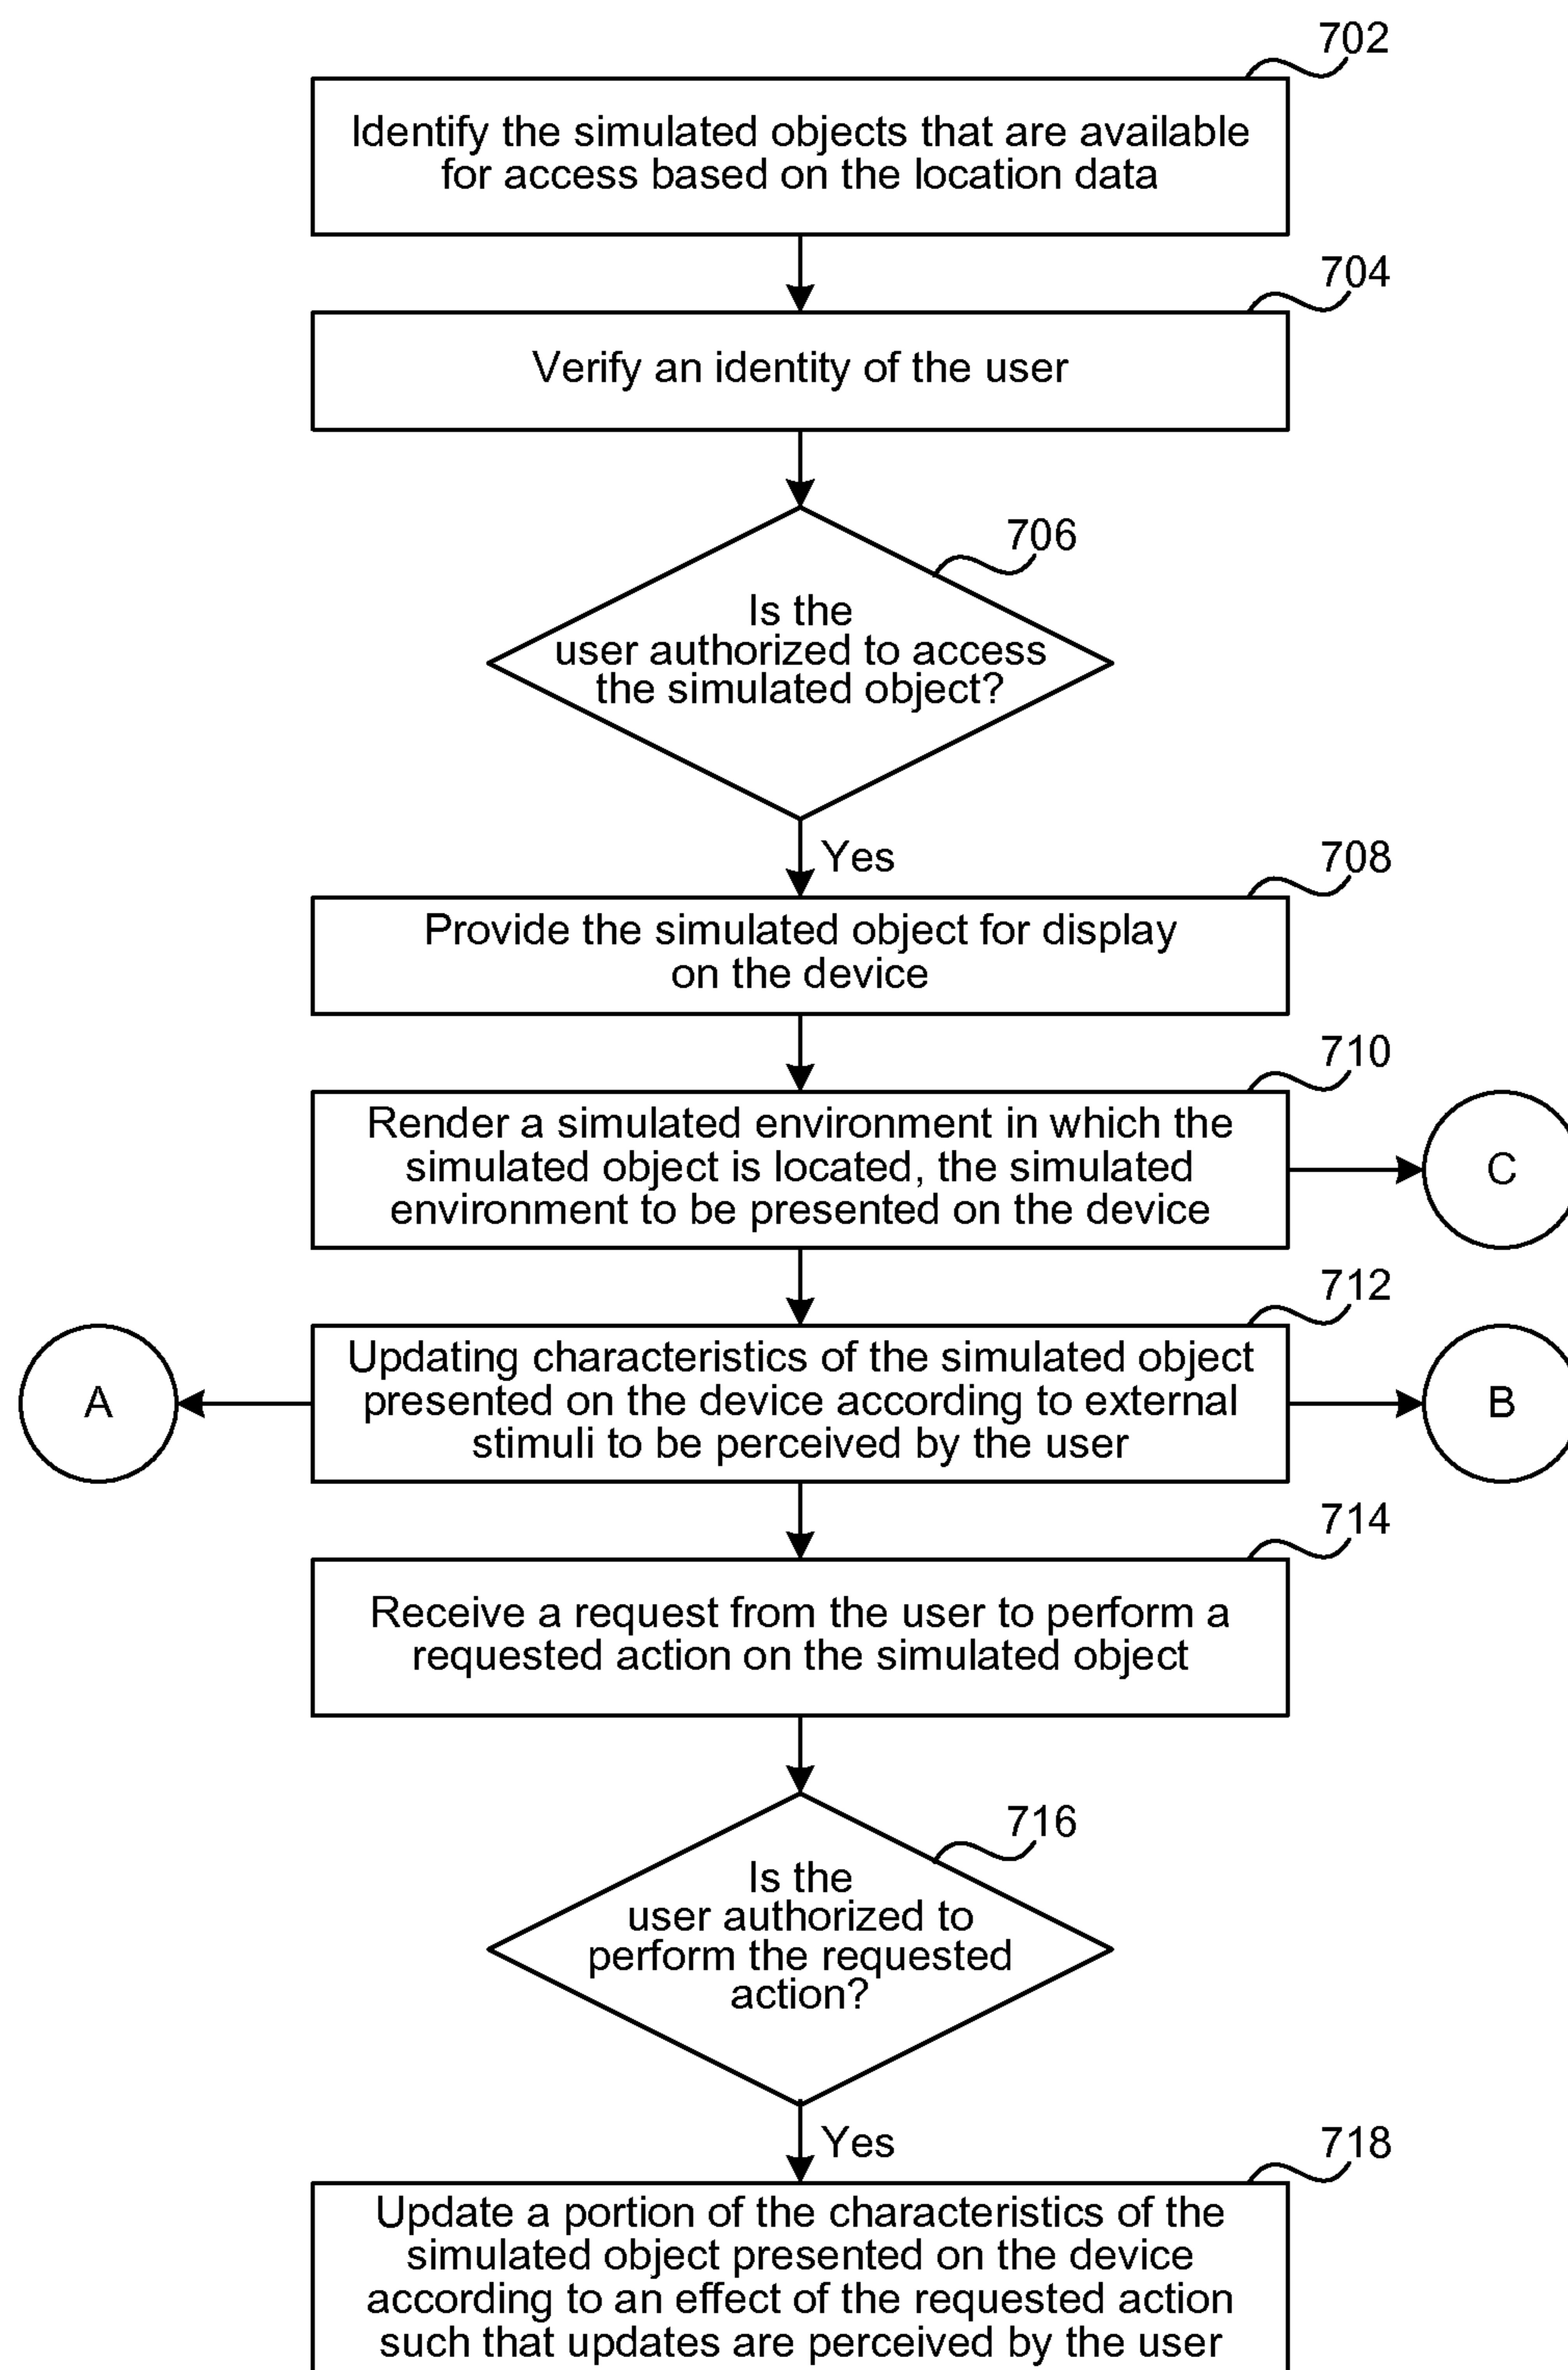 702
Identify the simulated objects that are available
for access based on the location data
704
Verify an identity of the user
706
Is the
user authorized to access
the simulated object?
Yes
708
Provide the simulated object for display
on the device
710
Render a simulated environment in which the
simulated object is located, the simulated
environment to be presented on the device
C
712
Updating characteristics of the simulated object
presented on the device according to external
stimuli to be perceived by the user
A
B
714
Receive a request from the user to perform a
requested action on the simulated object
716
Is the
user authorized to
perform the requested
action?
Yes
718
Update a portion of the characteristics of the
simulated object presented on the device
according to an effect of the requested action
such that updates are perceived by the user